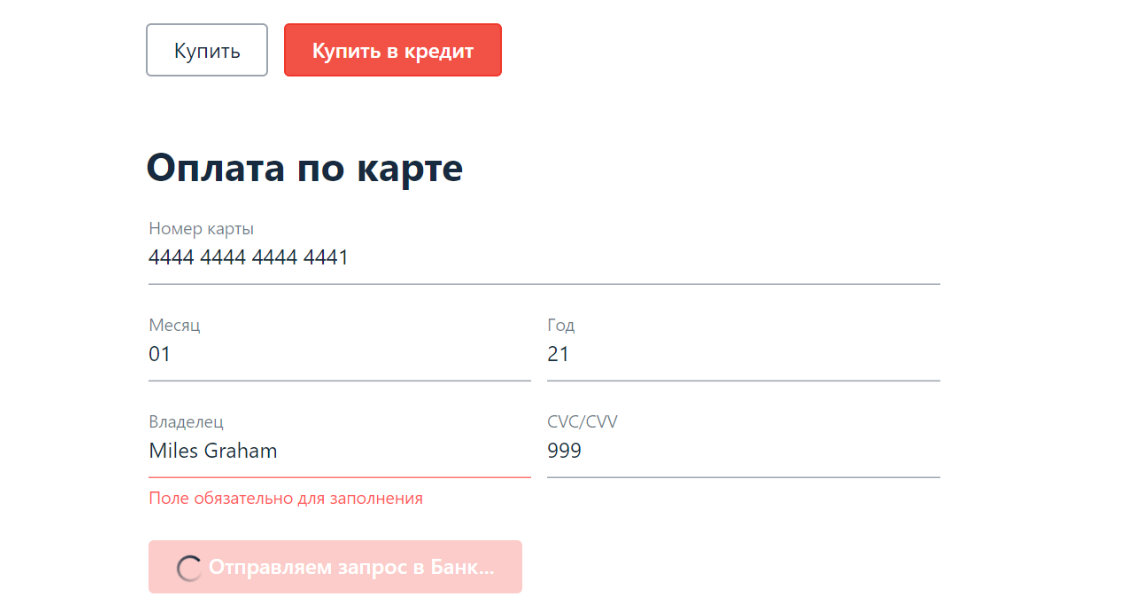 Купить Купить в кредит
Оплата по карте
Номер карты
4444 4444 4444 4441
Месяц Год
01 21
Владелец CVC/CVV
Miles Graham 999
Поле обязательно для заполнения
Отправляем запрос в Банк...